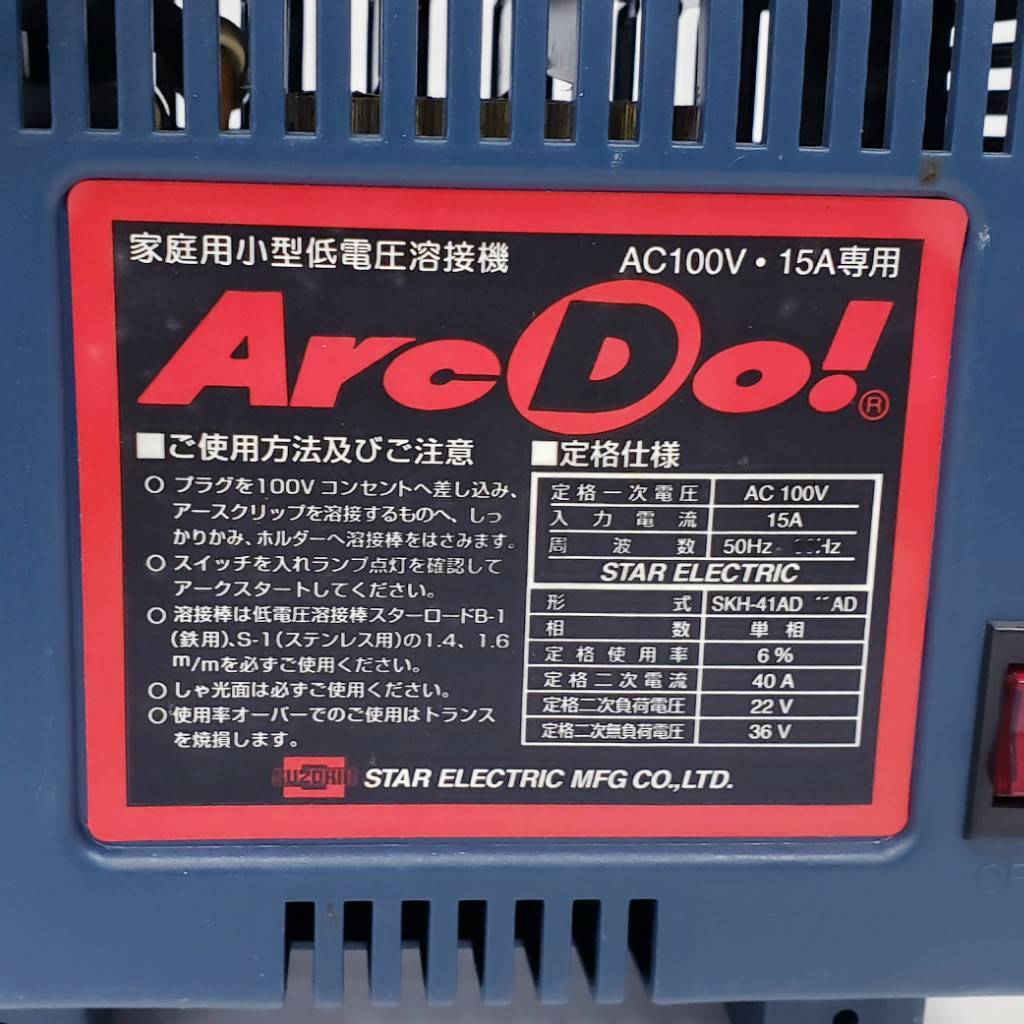 家庭用小型低電圧溶接機
AC100V・15A専用
ArcDo!®
■ご使用方法及びご注意
○ プラグを100V コンセントへ差し込み、
アースクリップを溶接するものへ、しっ
かりかみ、ホルダーへ溶接棒をはさみます。
○ スイッチを入れランプ点灯を確認して
アークスタートしてください。
○ 溶接棒は低電圧溶接棒スターロードB-1
(鉄用)、S-1(ステンレス用)の1.4、1.6
m/mを必ずご使用ください。
○ しゃ光面は必ずご使用ください。
○ 使用率オーバーでのご使用はトランス
を焼損します。
■定格仕様
定格一次電圧 AC 100V
入力電流 15A
周波数 50Hz Hz
STAR ELECTRIC
形式 SKH-41AD AD
相数 単相
定格使用率 6%
定格二次電流 40 A
定格二次負荷電圧 22 V
定格二次無負荷電圧 36 V
SUZUKID STAR ELECTRIC MFG CO.,LTD.